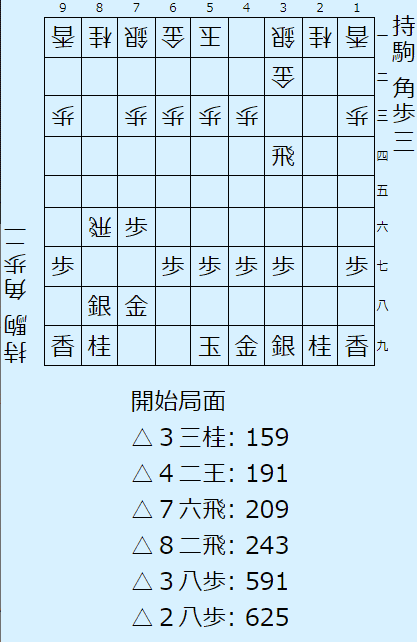 9 8 7 6 5 4 3 2 1
香 桂 銀 金 王 銀 桂 香 一
金 二
歩 歩 歩 歩 歩 歩 三
飛 四
五
飛 歩 六
歩 歩 歩 歩 歩 歩 七
銀 金 八
香 桂 玉 金 銀 桂 香 九
持駒 角歩三
持駒 角歩二
開始局面
△3三桂: 159
△4二王: 191
△7六飛: 209
△8二飛: 243
△3八歩: 591
△2八歩: 625